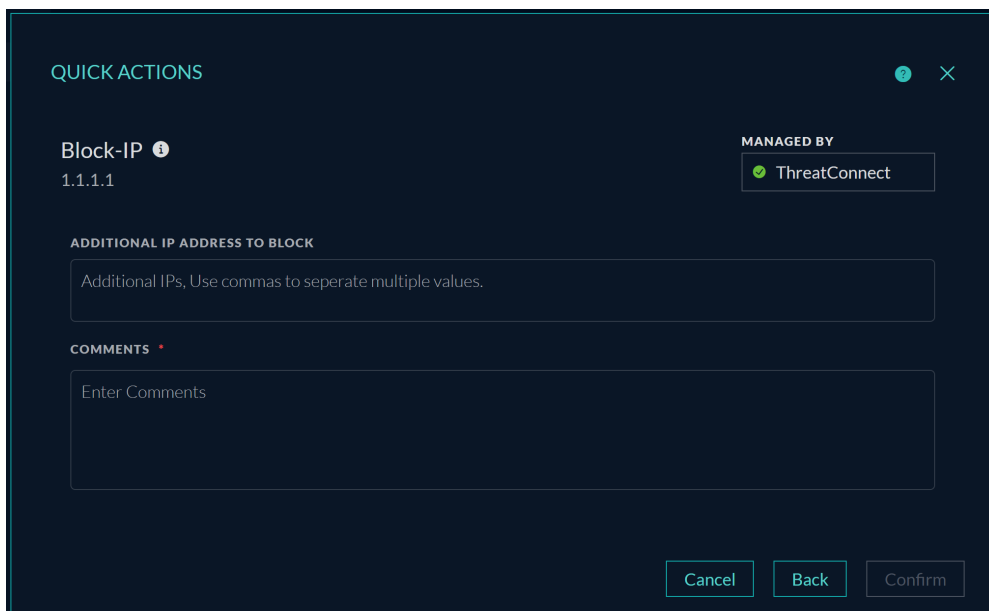 QUICK ACTIONS
?
Block-IP i
MANAGED BY
1.1.1.1
ThreatConnect
ADDITIONAL IP ADDRESS TO BLOCK
Additional IPs, Use commas to seperate multiple values.
COMMENTS *
Enter Comments
Cancel Back Confirm